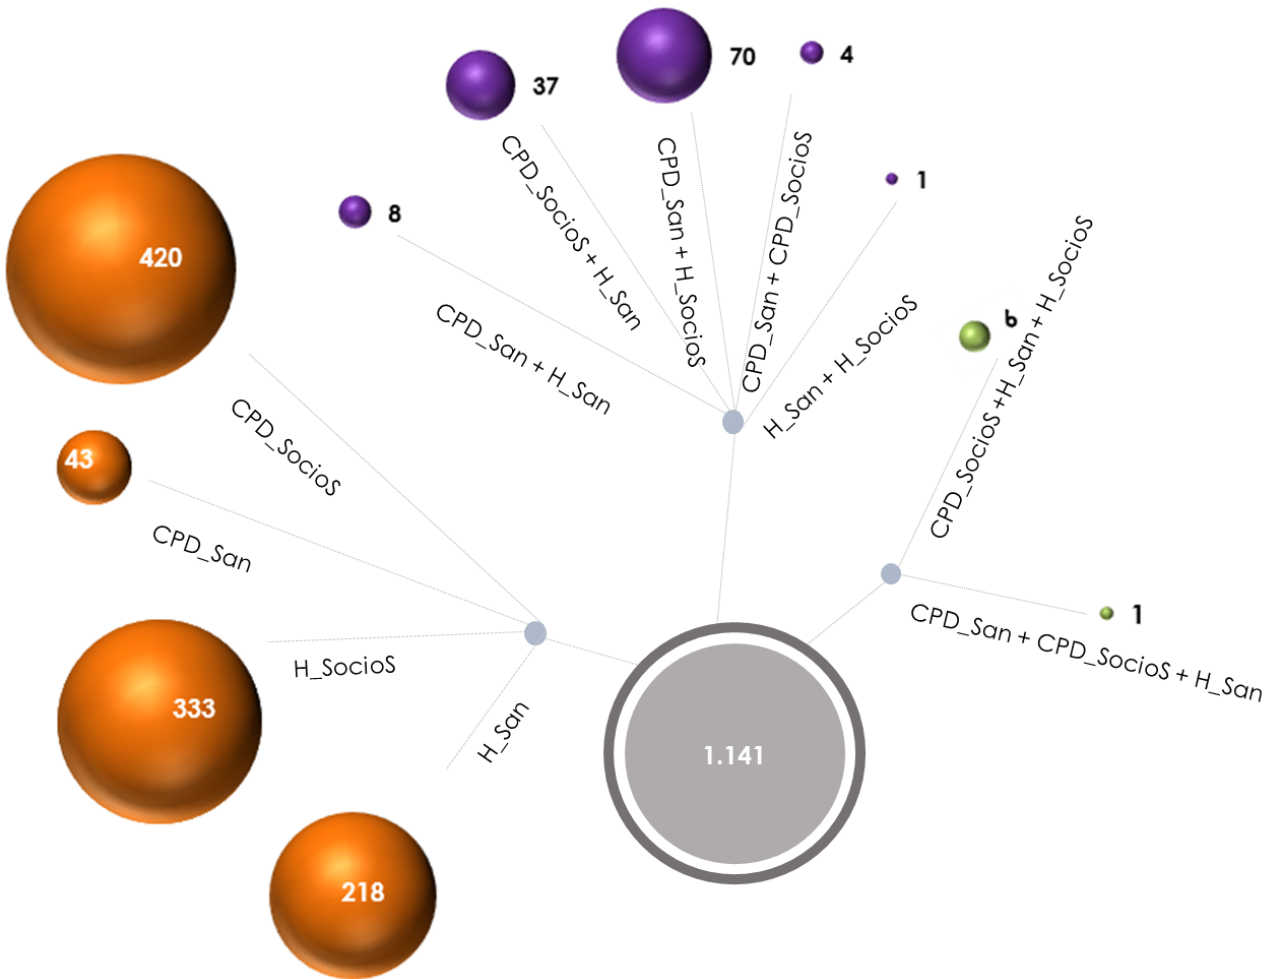 70
4
37
1
8
CPD_SocioS + H_San
CPD_San + H_SocioS
CPD_San + CPD_SocioS
CPD_San + H_San
H_San + H_SocioS
420
6
CPD_SocioS +H_San + H_SocioS
CPD_SocioS
43
CPD_San
1
CPD_San + CPD_SocioS + H_San
H_SocioS
333
H_San
1.141
218